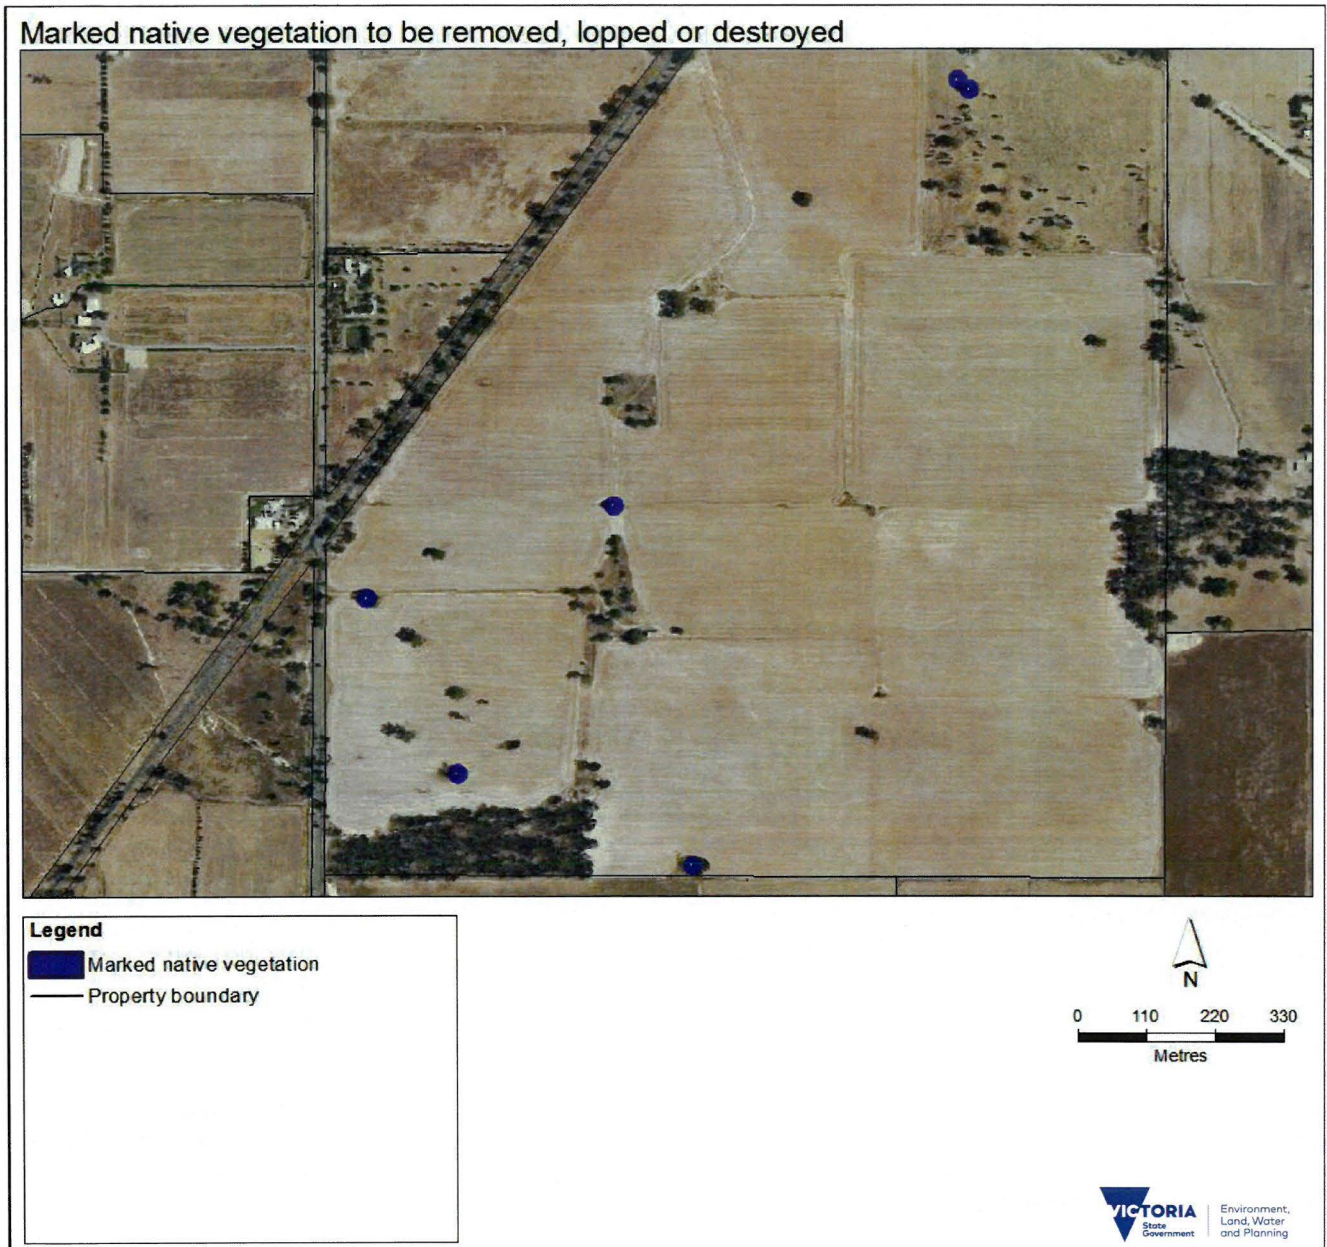 Marked native vegetation to be removed, lopped or destroyed
Legend
Marked native vegetation
Property boundary
N
0 110 220 330
Metres
VICTORIA
State
Government
Environment,
Land, Water
and Planning